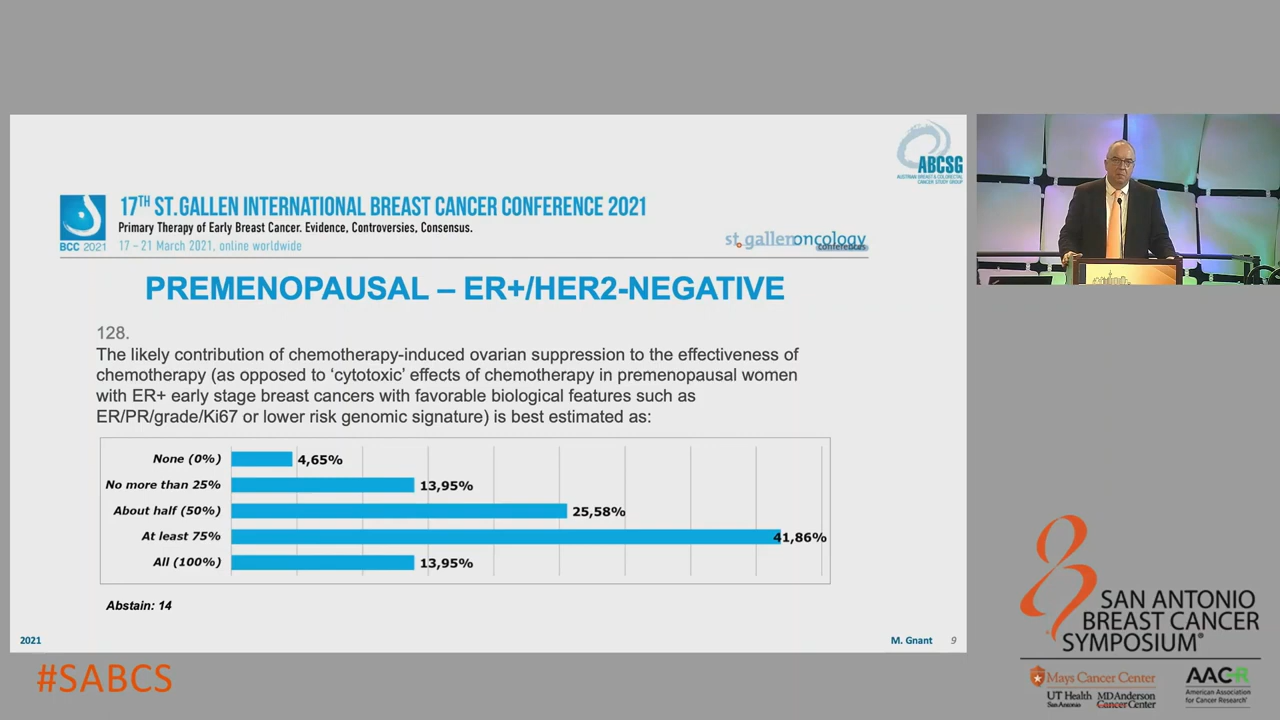 ABCSG
AUSTRIAN BREAST & COLORECTAL
CANCER STUDY GROUP
17TH ST.GALLEN INTERNATIONAL BREAST CANCER CONFERENCE 2021
Primary Therapy of Early Breast Cancer. Evidence, Controversies, Consensus.
BCC 2021
17 – 21 March 2021, online worldwide
st.gallenoncology
conferences
PREMENOPAUSAL – ER+/HER2-NEGATIVE
128.
The likely contribution of chemotherapy-induced ovarian suppression to the effectiveness of
chemotherapy (as opposed to ‘cytotoxic’ effects of chemotherapy in premenopausal women
with ER+ early stage breast cancers with favorable biological features such as
ER/PR/grade/Ki67 or lower risk genomic signature) is best estimated as:
None (0%) 4,65%
No more than 25% 13,95%
About half (50%) 25,58%
At least 75% 41,86%
All (100%) 13,95%
Abstain: 14
2021
M. Gnant 9
#SABCS
SAN ANTONIO
BREAST CANCER
SYMPOSIUM®
Mays Cancer Center
UT Health
San Antonio
MD Anderson
Cancer Center
AACR
American Association
for Cancer Research®